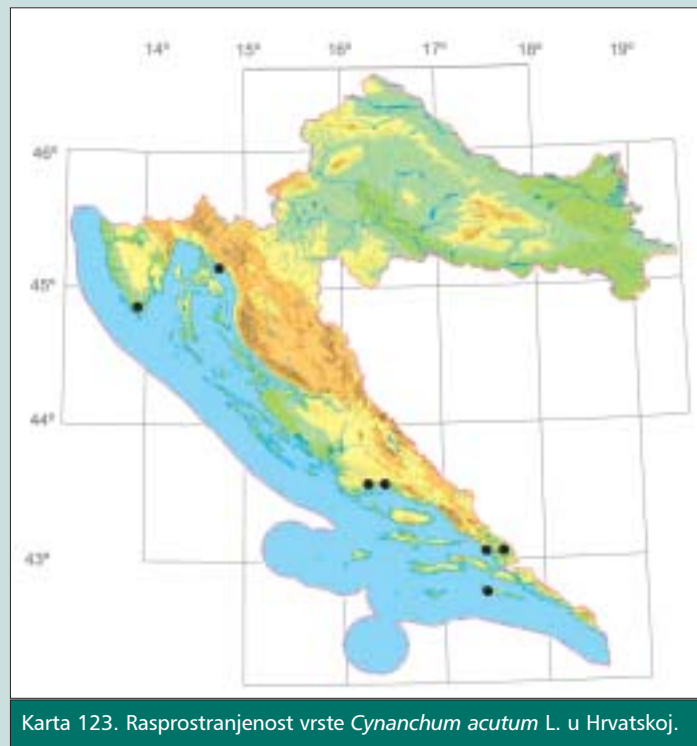 14° 15° 16° 17° 18° 19°
46°
45°
44°
43°
Karta 123. Rasprostranjenost vrste Cynanchum acutum L. u Hrvatskoj.